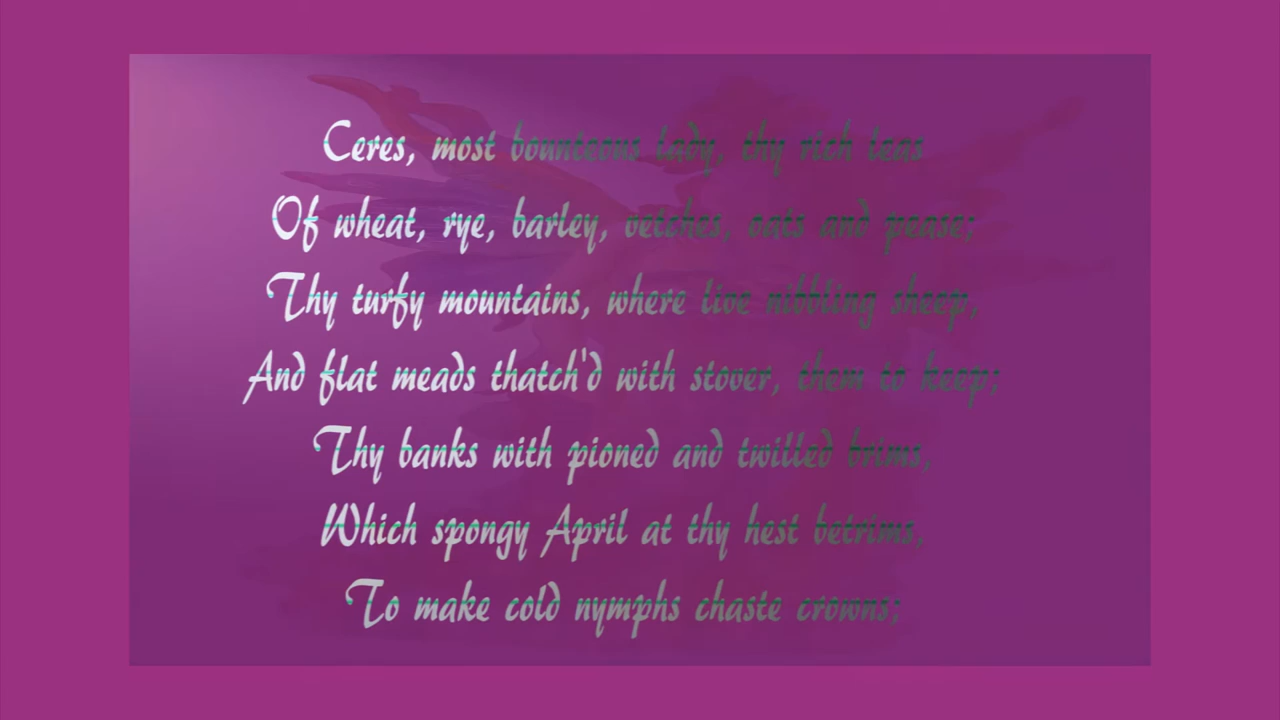 Ceres, most bounteous lady, thy rich leas
Of wheat, rye, barley, vetches, oats and pease;
Thy turfy mountains, where live nibbling sheep,
And flat meads thatch'd with stover, them to keep;
Thy banks with pioned and twilled brims,
Which spongy April at thy hest betrims,
To make cold nymphs chaste crowns;